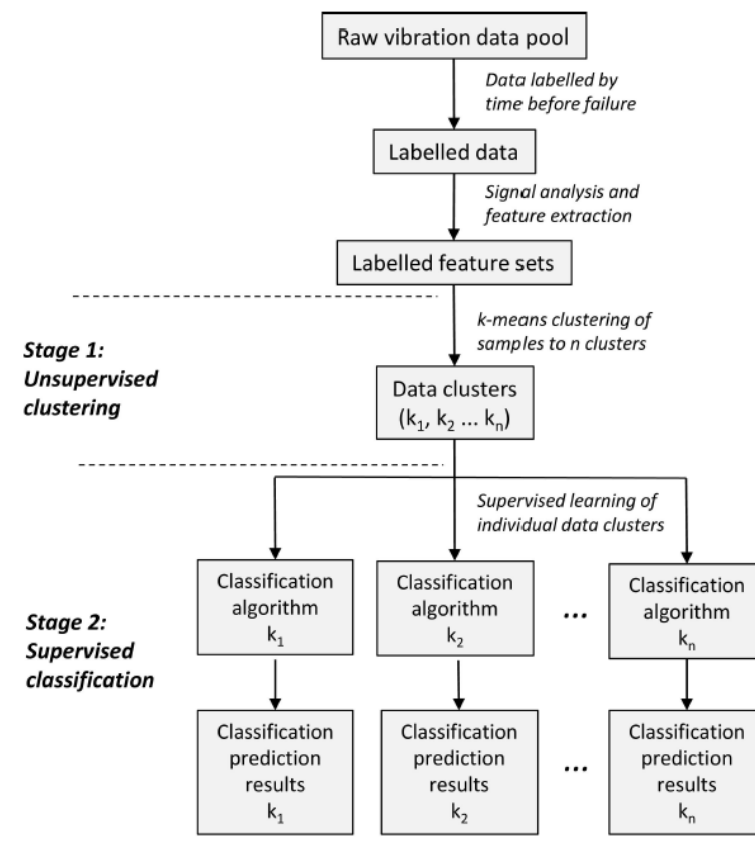 Raw vibration data pool
Data labelled by
time before failure
Labelled data
Signal analysis and
feature extraction
Labelled feature sets
k-means clustering of
samples to n clusters
Stage 1:
Unsupervised
clustering
Data clusters
(k₁, k₂ ... kₙ)
Supervised learning of
individual data clusters
Stage 2:
Supervised
classification
Classification
algorithm
k₁
Classification
algorithm
k₂
...
Classification
algorithm
kₙ
Classification
prediction
results
k₁
Classification
prediction
results
k₂
...
Classification
prediction
results
kₙ